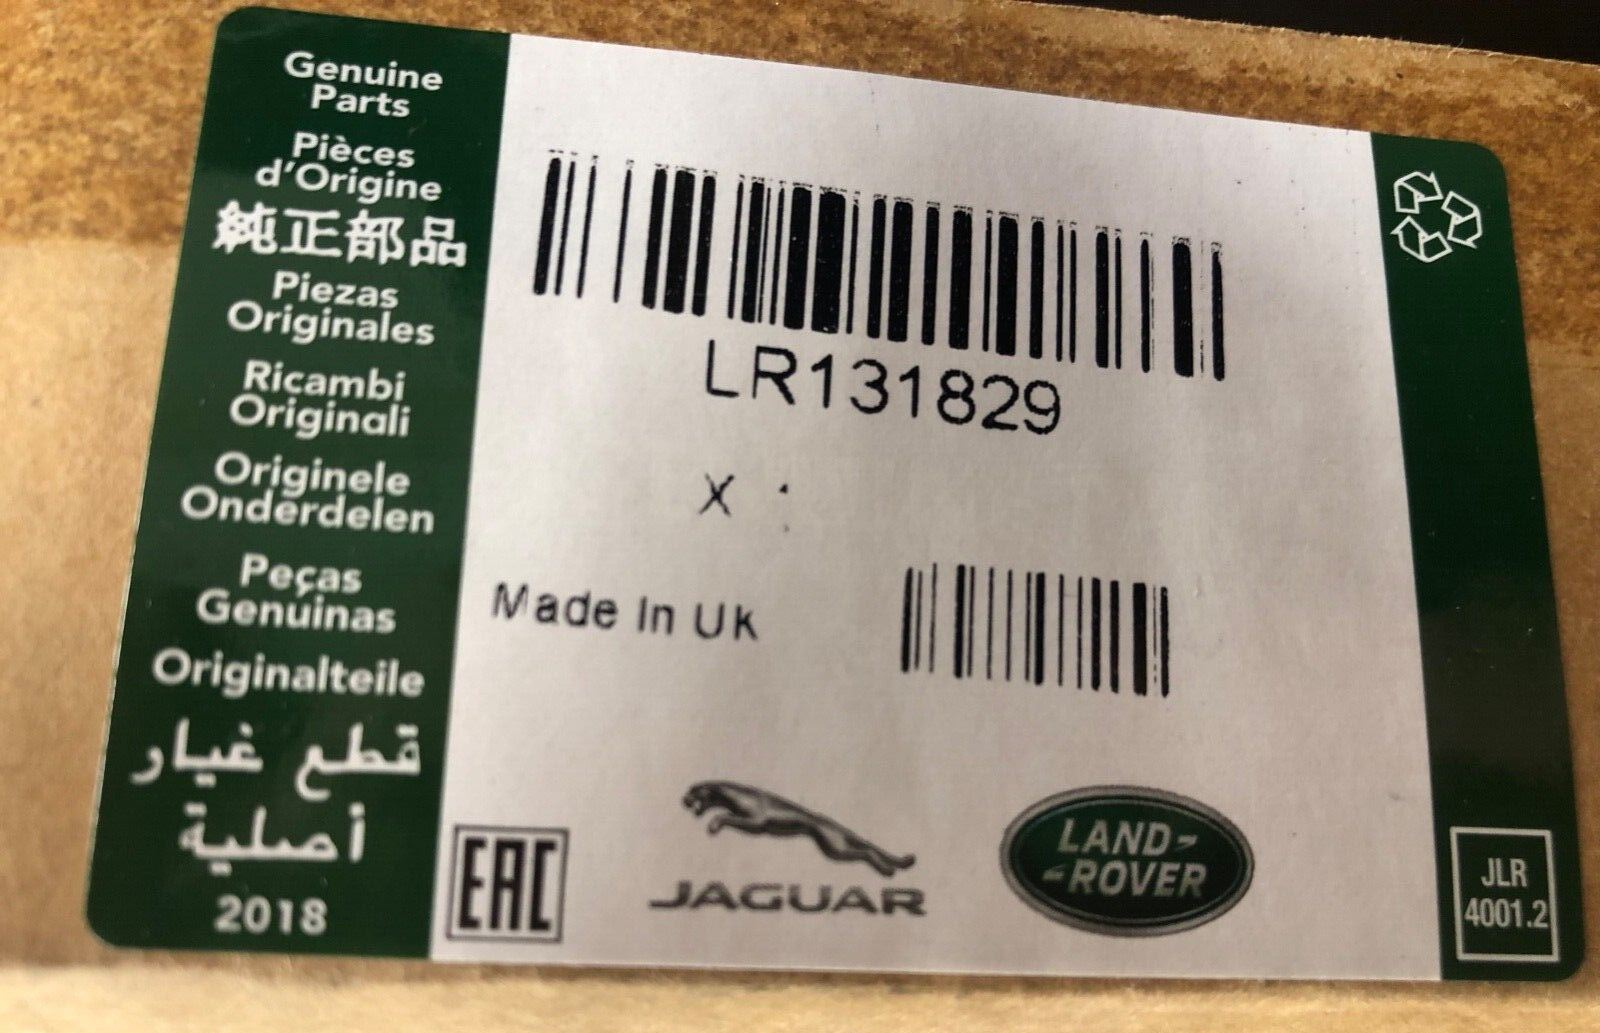 Genuine
Parts
Pièces
d'Origine
純正部品
Piezas
Originales
Ricambi
Originali
Originele
Onderdelen
Peças
Genuinas
Originalteile
قطع غيار
أصلية
2018
LR131829
X :
Made In UK
EAC
JAGUAR
LAND-
-ROVER
JLR
4001.2